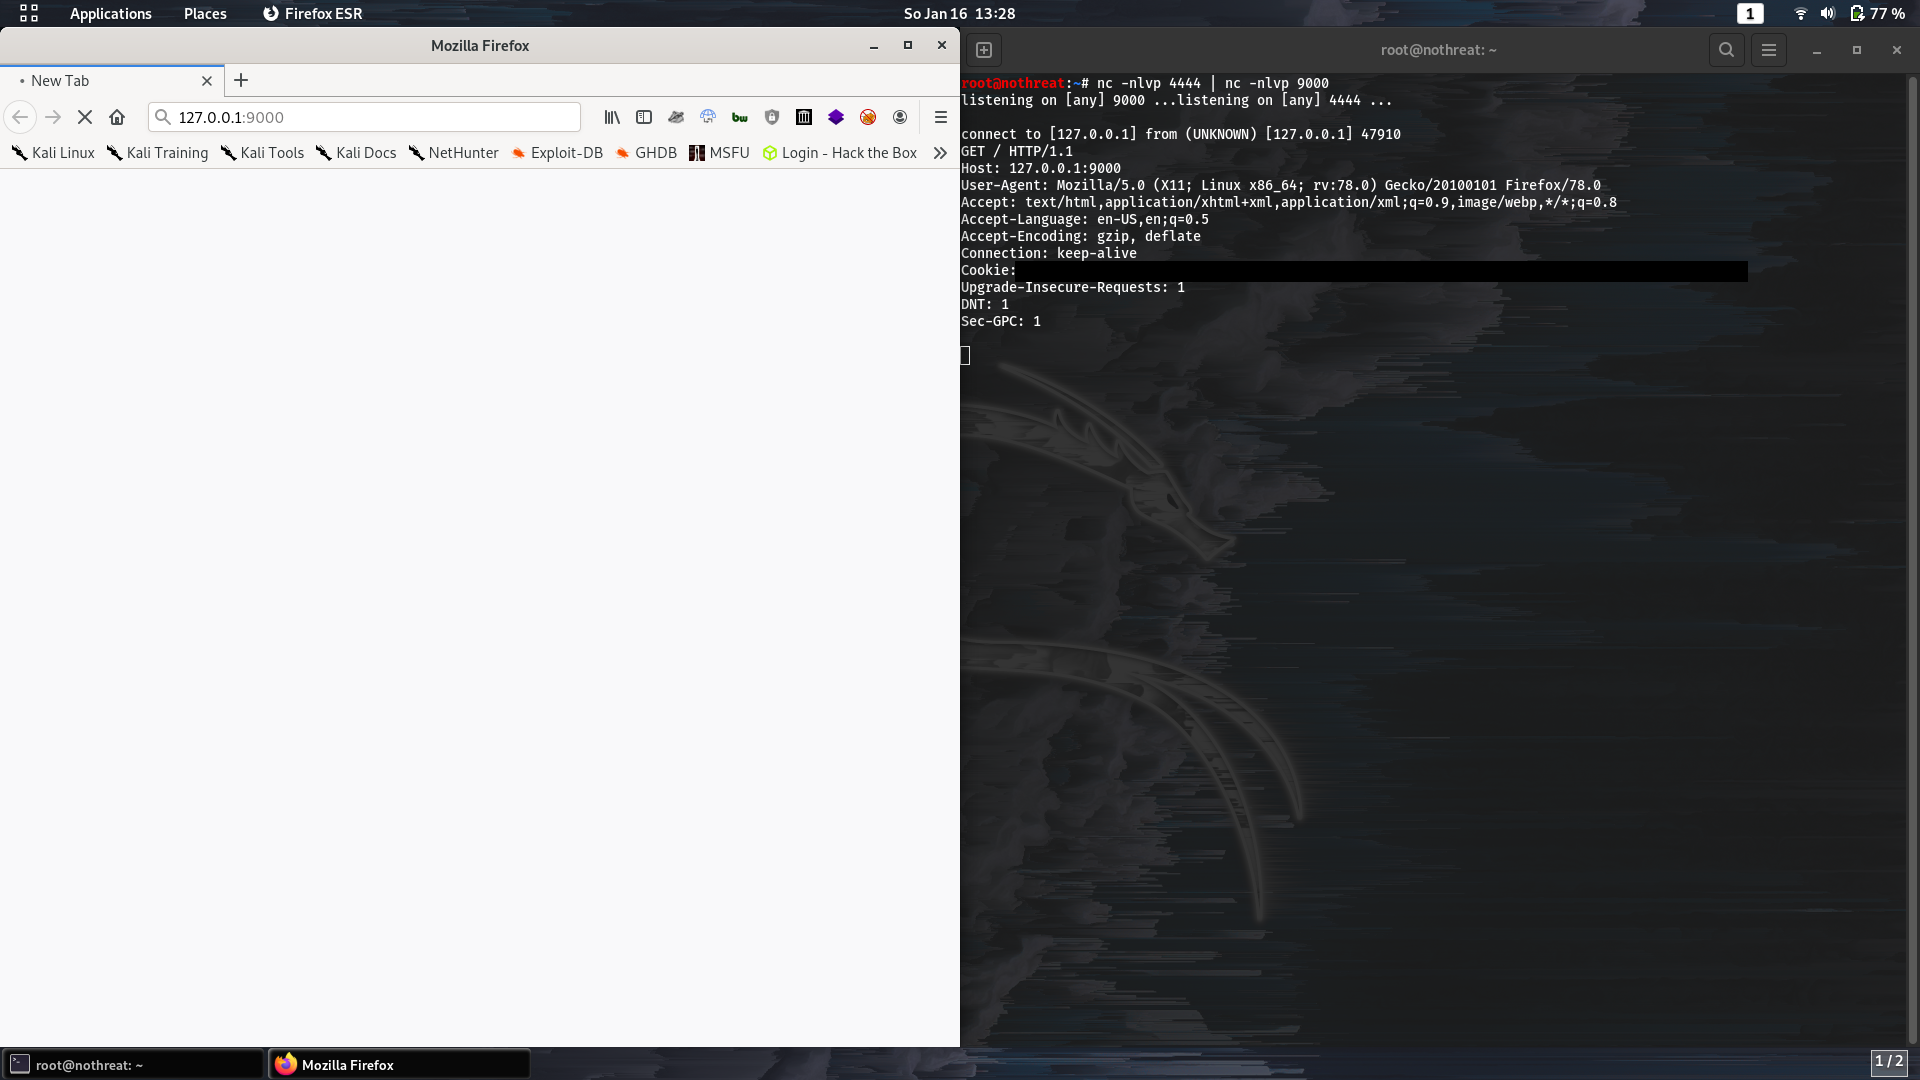 Applications Places Firefox ESR So Jan 16 13:28 1 77 %
Mozilla Firefox
New Tab
127.0.0.1:9000 bw
Kali Linux Kali Training Kali Tools Kali Docs NetHunter Exploit-DB GHDB MSFU Login - Hack the Box
root@nothreat: ~
root@nothreat:~# nc -nlvp 4444 | nc -nlvp 9000
listening on [any] 9000 ...listening on [any] 4444 ...
connect to [127.0.0.1] from (UNKNOWN) [127.0.0.1] 47910
GET / HTTP/1.1
Host: 127.0.0.1:9000
User-Agent: Mozilla/5.0 (X11; Linux x86_64; rv:78.0) Gecko/20100101 Firefox/78.0
Accept: text/html,application/xhtml+xml,application/xml;q=0.9,image/webp,*/*;q=0.8
Accept-Language: en-US,en;q=0.5
Accept-Encoding: gzip, deflate
Connection: keep-alive
Cookie:
Upgrade-Insecure-Requests: 1
DNT: 1
Sec-GPC: 1
root@nothreat: ~ Mozilla Firefox 1 / 2